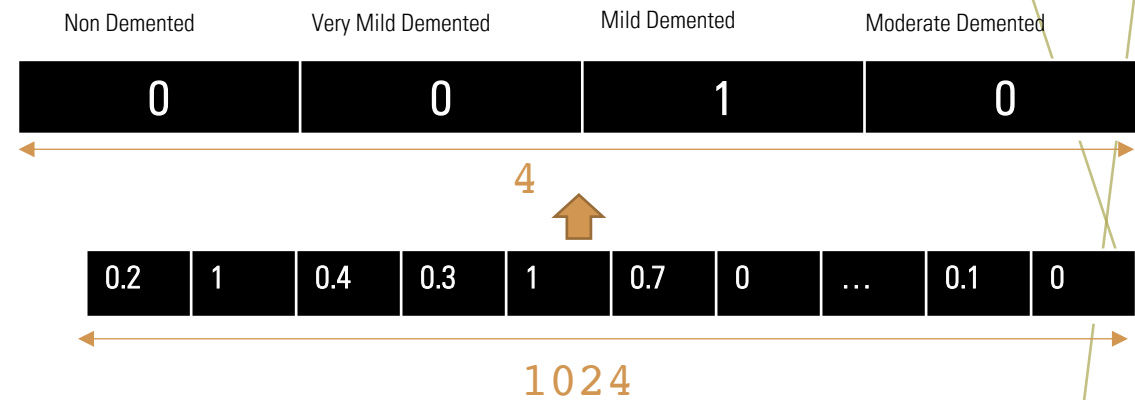 Non Demented Very Mild Demented Mild Demented Moderate Demented
0 0 1 0
4
0.2 1 0.4 0.3 1 0.7 0 ... 0.1 0
1024